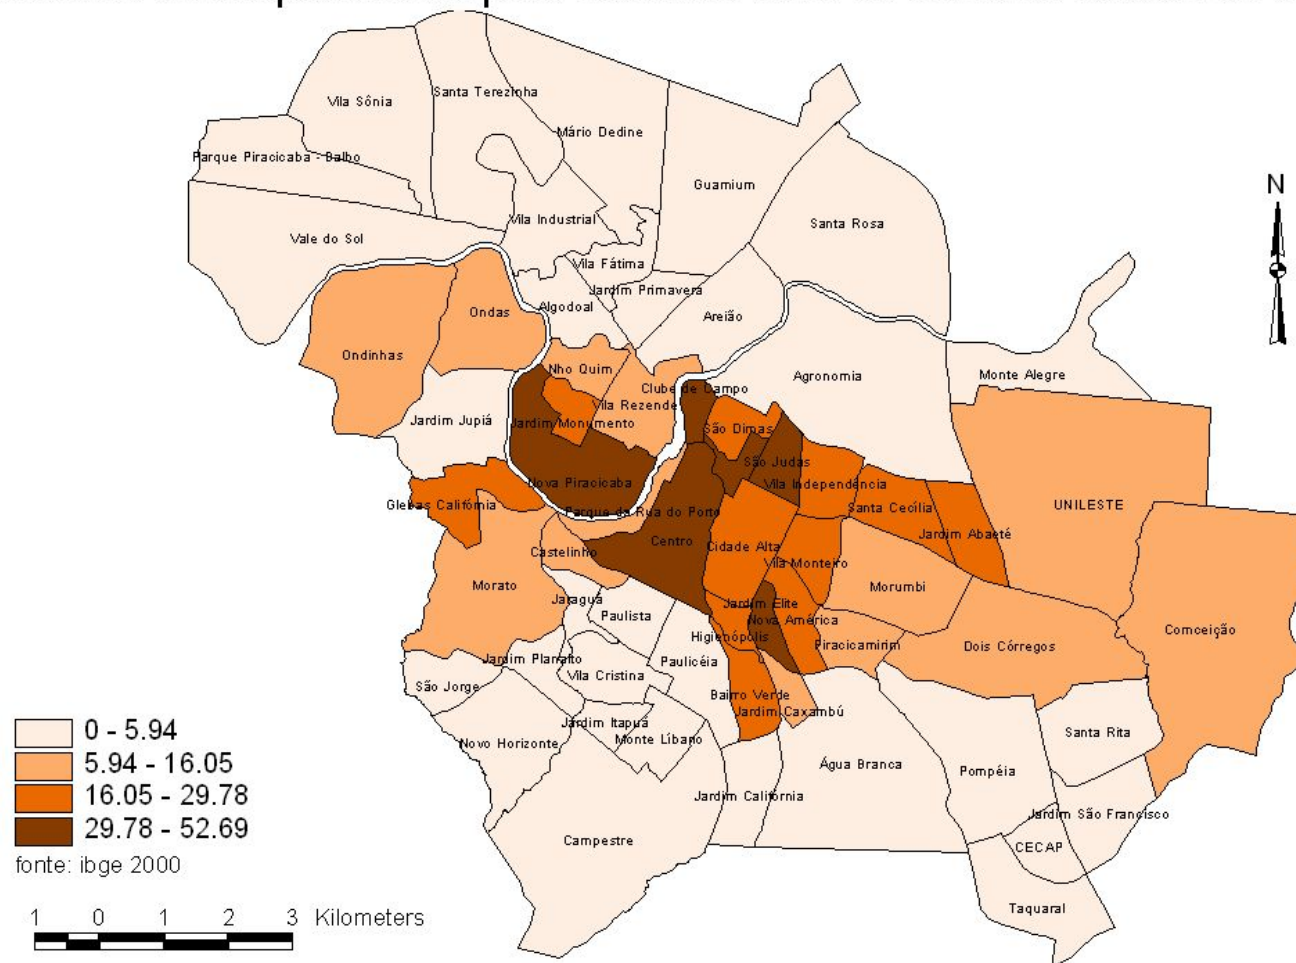 Vila Sônia
Santa Terezinha
Mário Dedine
Parque Piracicaba - Balbo
Guamium
N
Vila Industrial
Santa Rosa
Vale do Sol
Vila Fátima
Jardim Primavera
Algodoal
Ondas
Areião
Ondinhas
Nho Quim
Clube de Campo
Agronomia
Monte Alegre
Vila Rezende
Jardim Jupiá
Jardim Monumento
São Dimas
São Judas
Nova Piracicaba
Vila Independência
Glebas Califórnia
Parque da Rua do Porto
Santa Cecília
UNILESTE
Centro
Cidade Alta
Jardim Abaeté
Castelinho
Vila Monteiro
Morato
Morumbi
Jaraguá
Paulista
Jardim Elite
Nova América
Higienópolis
Piracicamirim
Dois Córregos
Comceição
Jardim Planalto
Paulicéia
Vila Cristina
São Jorge
Bairro Verde
Jardim Caxambú
Jardim Itapuá
Monte Líbano
Santa Rita
Novo Horizonte
Água Branca
Pompéia
Jardim Califórnia
Jardim São Francisco
Campestre
CECAP
Taquaral
0 - 5.94
5.94 - 16.05
16.05 - 29.78
29.78 - 52.69
fonte: ibge 2000
1 0 1 2 3 Kilometers